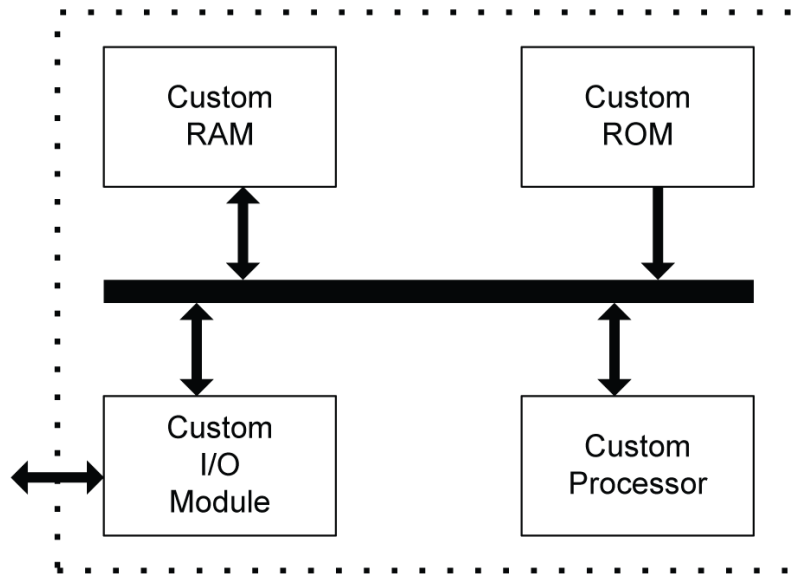 Custom
RAM
Custom
ROM
Custom
I/O
Module
Custom
Processor